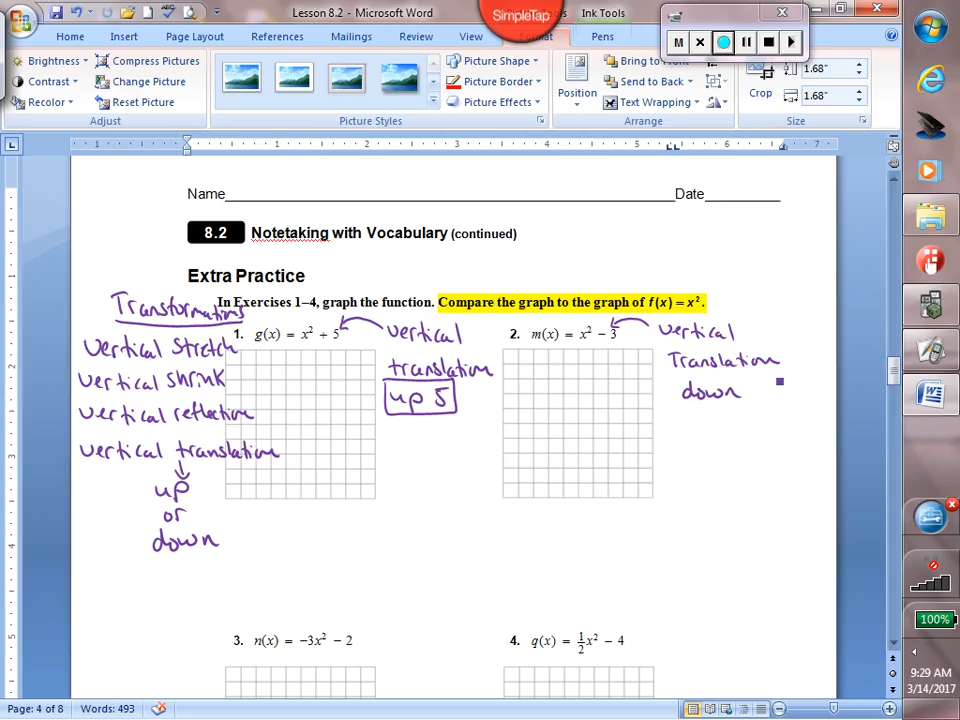 Lesson 8.2 - Microsoft Word
SimpleTap
Ink Tools
Home Insert Page Layout References Mailings Review View Format Pens
M
Brightness Compress Pictures
Contrast Change Picture
Recolor Reset Picture
Adjust
Picture Shape
Picture Border
Picture Effects
Picture Styles
Position
Bring to Front
Send to Back
Text Wrapping
Arrange
Crop
1.68"
1.68"
Size
Name Date
8.2 Notetaking with Vocabulary (continued)
Extra Practice
In Exercises 1–4, graph the function. Compare the graph to the graph of f(x) = x².
Transformations
vertical stretch
vertical shrink
vertical reflection
vertical translation
up
or
down
1. g(x) = x² + 5
vertical
translation
up 5
2. m(x) = x² − 3
vertical
Translation
down
3. n(x) = −3x² − 2
4. q(x) = 1/2 x² − 4
Page: 4 of 8 Words: 493
100%
9:29 AM
3/14/2017